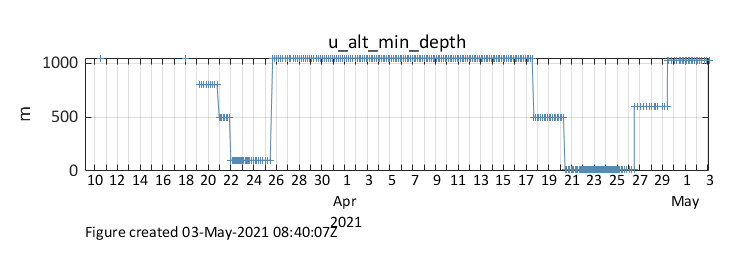 u_alt_min_depth
1000
500
0
m
10 12 14 16 18 20 22 24 26 28 30 1 3 5 7 9 11 13 15 17 19 21 23 25 27 29 1 3
Apr May
2021
Figure created 03-May-2021 08:40:07Z